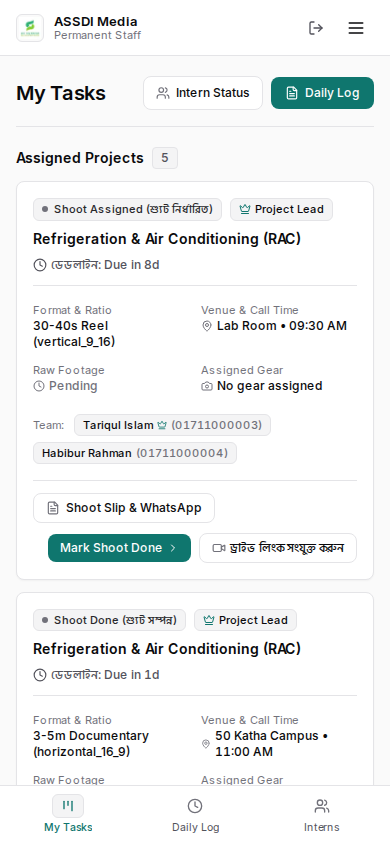 ASSDI Media
Permanent Staff
My Tasks
Intern Status
Daily Log
Assigned Projects 5
Shoot Assigned (শ্যুট নির্ধারিত)
Project Lead
Refrigeration & Air Conditioning (RAC)
ডেডলাইন: Due in 8d
Format & Ratio
30-40s Reel
(vertical_9_16)
Venue & Call Time
Lab Room • 09:30 AM
Raw Footage
Pending
Assigned Gear
No gear assigned
Team: Tariqul Islam (01711000003)
Habibur Rahman (01711000004)
Shoot Slip & WhatsApp
Mark Shoot Done
ড্রাইভ লিংক সংযুক্ত করুন
Shoot Done (শ্যুট সম্পন্ন)
Project Lead
Refrigeration & Air Conditioning (RAC)
ডেডলাইন: Due in 1d
Format & Ratio
3-5m Documentary
(horizontal_16_9)
Venue & Call Time
50 Katha Campus •
11:00 AM
Raw Footage
Assigned Gear
My Tasks
Daily Log
Interns